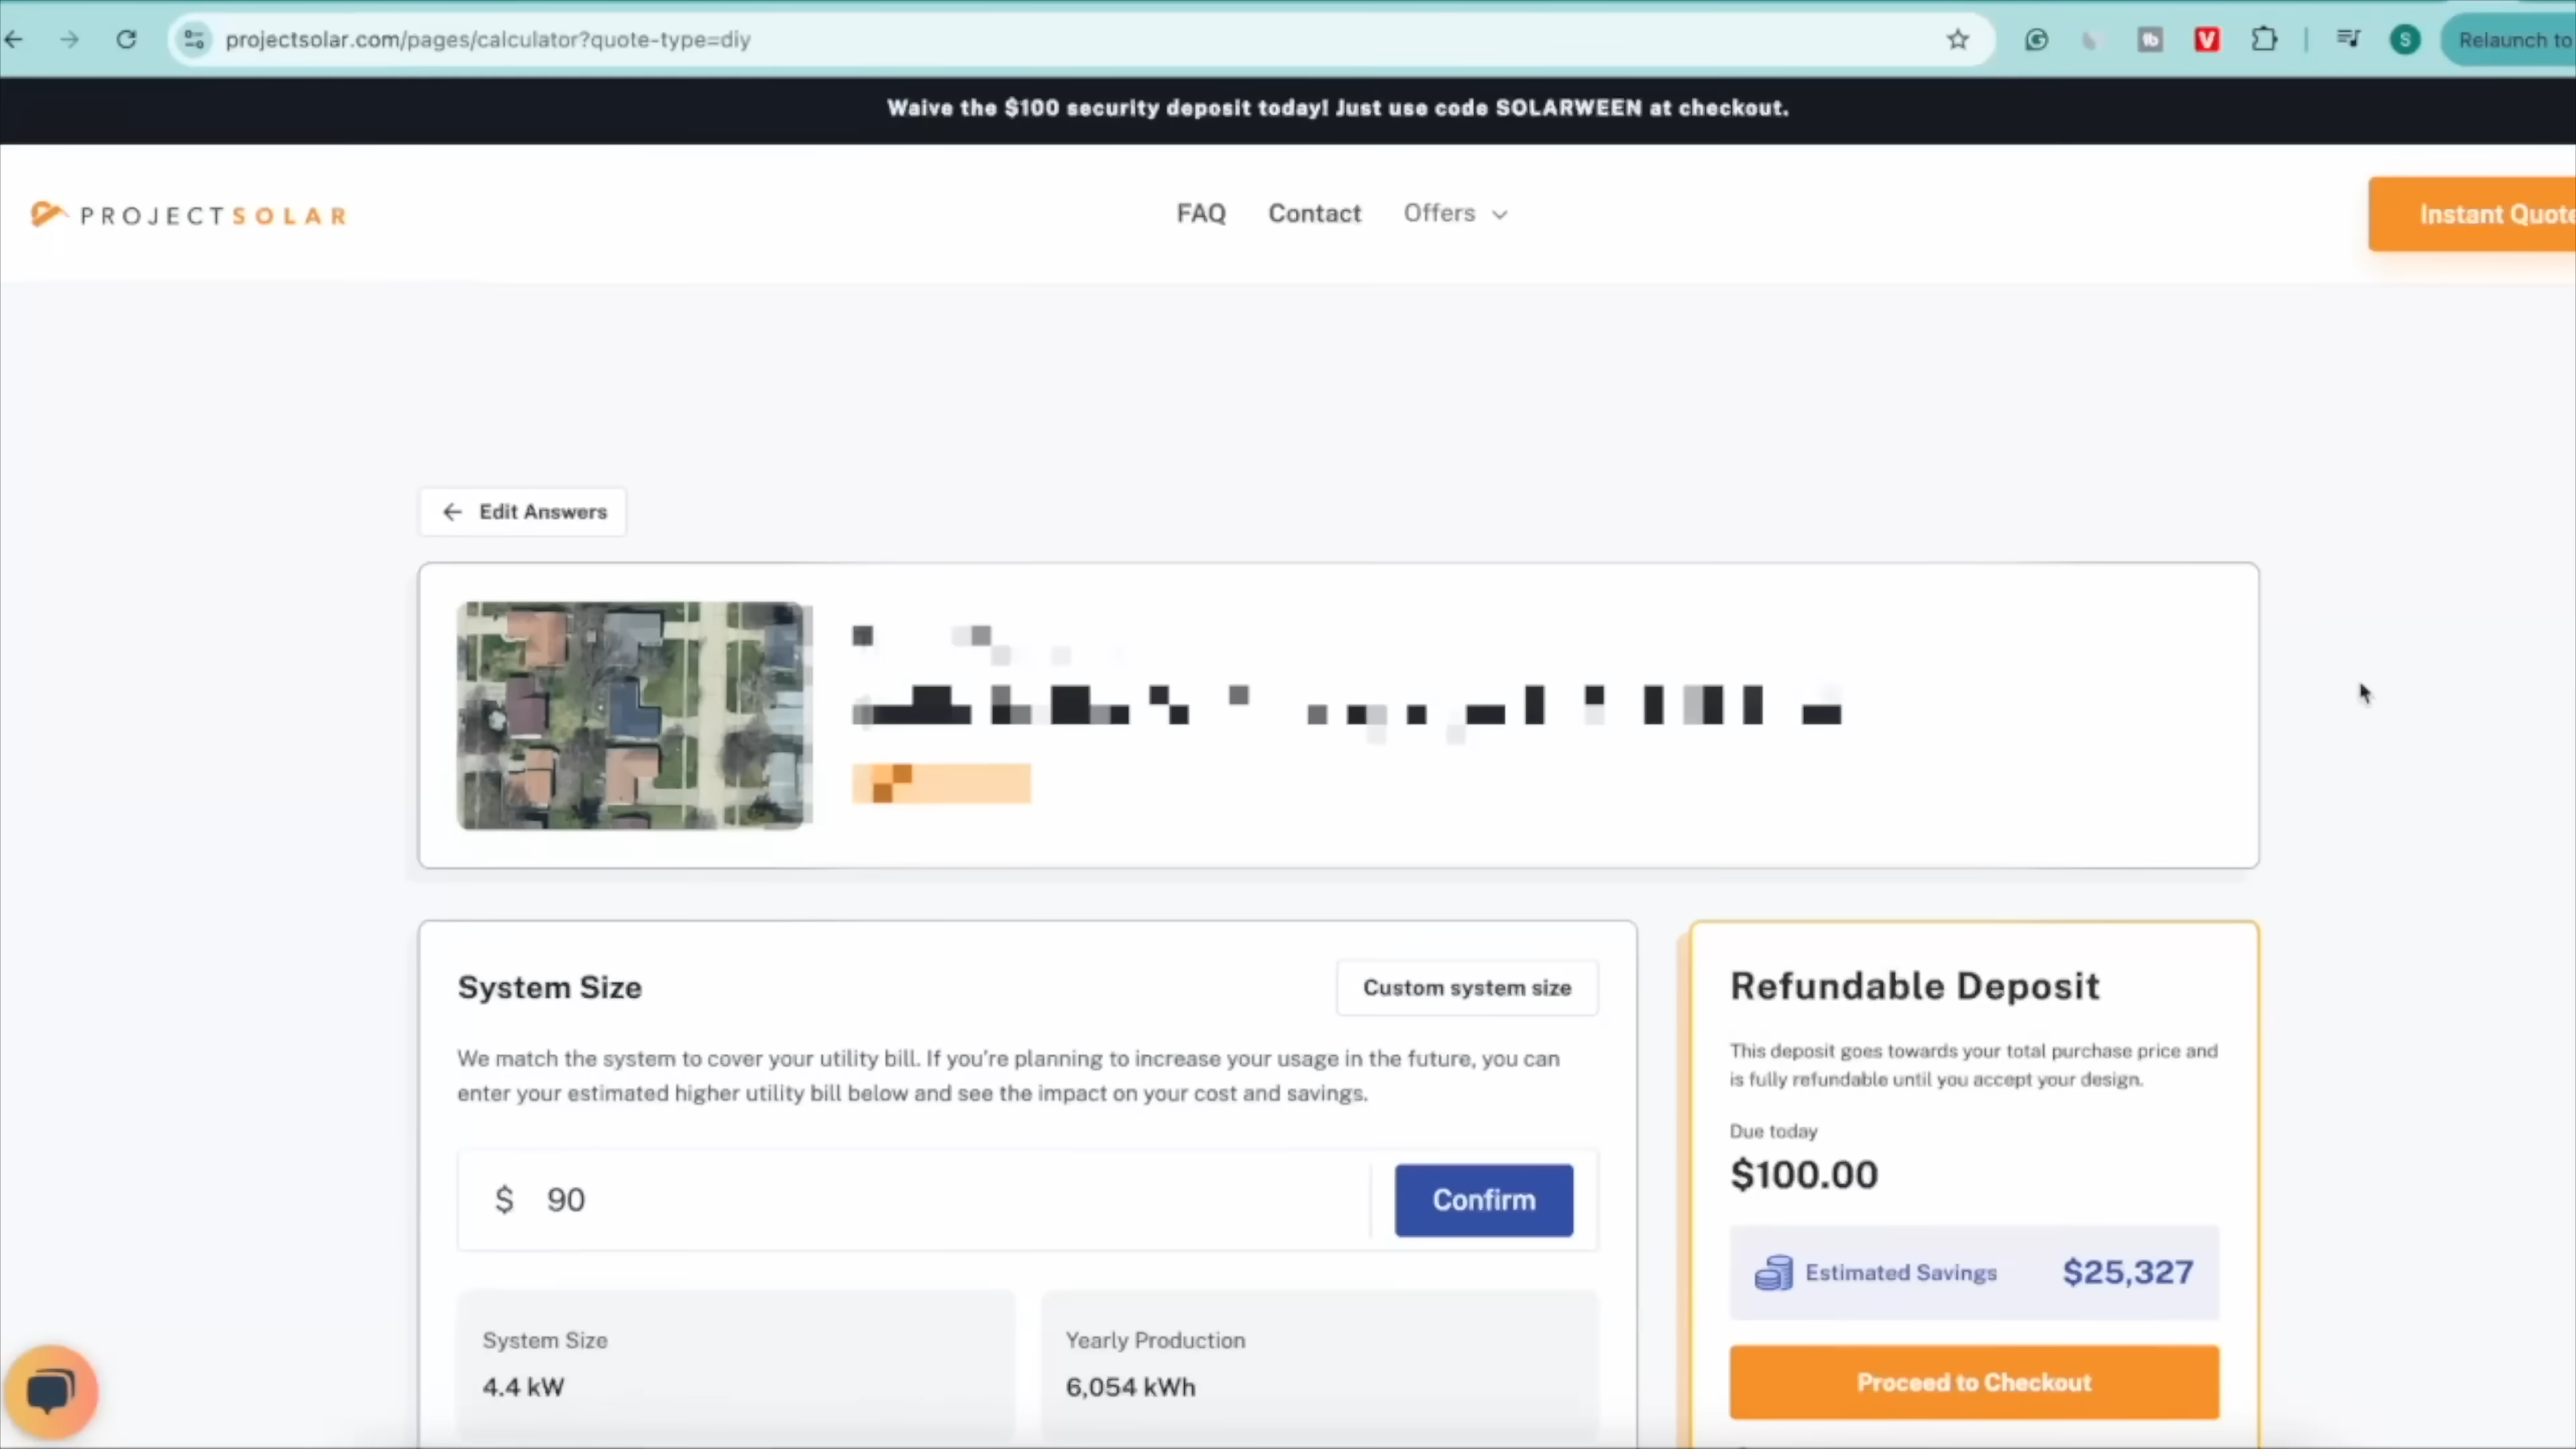 projectsolar.com/pages/calculator?quote-type=diy
Relaunch to
Waive the $100 security deposit today! Just use code SOLARWEEN at checkout.
PROJECTSOLAR
FAQ
Contact
Offers
Instant Quote
Edit Answers
System Size
Custom system size
We match the system to cover your utility bill. If you're planning to increase your usage in the future, you can
enter your estimated higher utility bill below and see the impact on your cost and savings.
$ 90
Confirm
System Size
4.4 kW
Yearly Production
6,054 kWh
Refundable Deposit
This deposit goes towards your total purchase price and
is fully refundable until you accept your design.
Due today
$100.00
Estimated Savings
$25,327
Proceed to Checkout